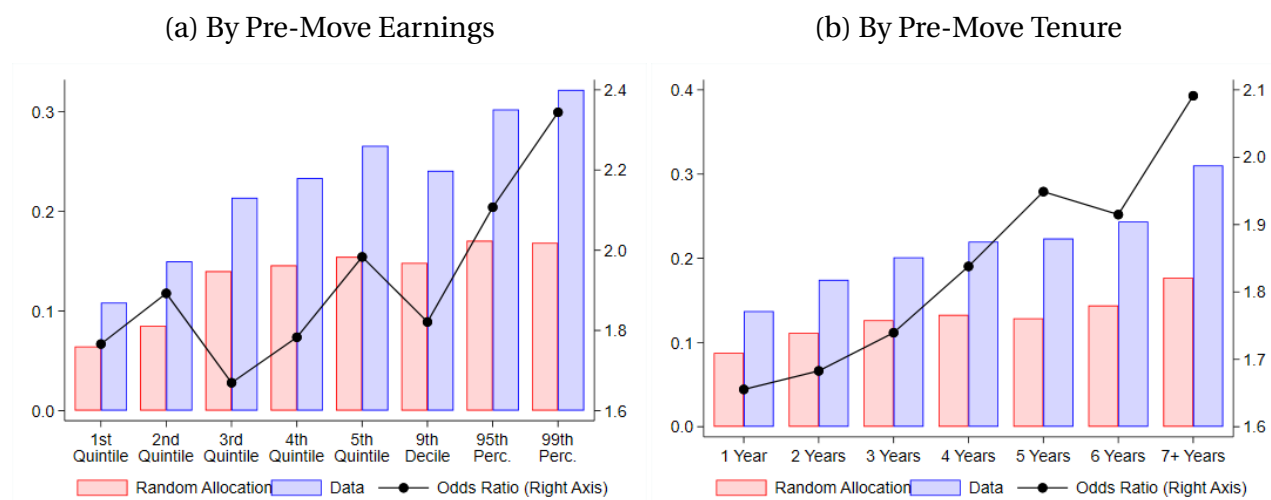 (a) By Pre-Move Earnings
0.3
0.2
0.1
0.0
2.4
2.2
2.0
1.8
1.6
1st Quintile
2nd Quintile
3rd Quintile
4th Quintile
5th Quintile
9th Decile
95th Perc.
99th Perc.
Random Allocation
Data
Odds Ratio (Right Axis)
(b) By Pre-Move Tenure
0.4
0.3
0.2
0.1
0.0
2.1
2.0
1.9
1.8
1.7
1.6
1 Year
2 Years
3 Years
4 Years
5 Years
6 Years
7+ Years
Random Allocation
Data
Odds Ratio (Right Axis)